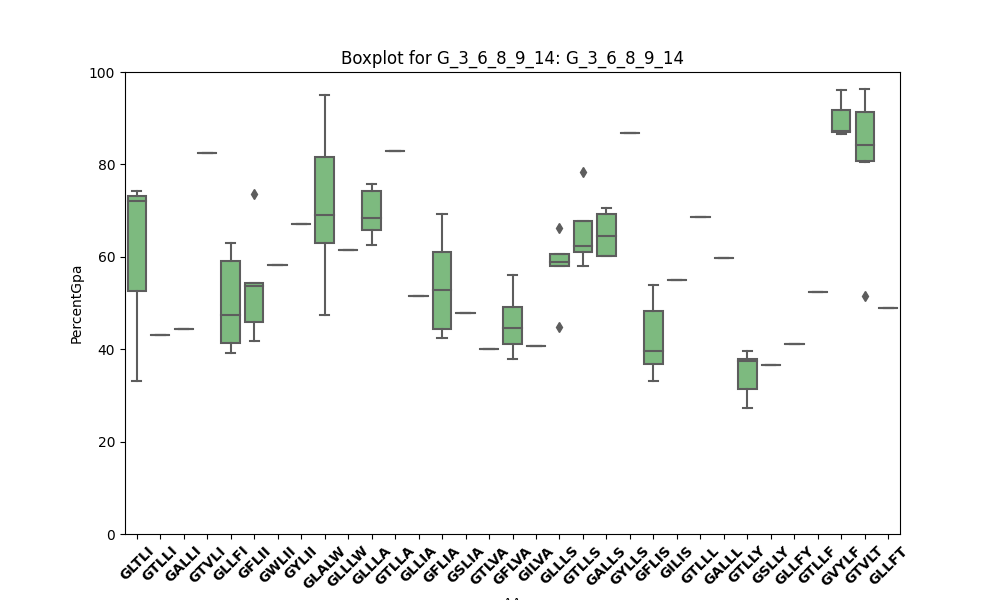 Boxplot for G_3_6_8_9_14: G_3_6_8_9_14
100
80
60
40
20
0
PercentGpa
GLTLI
GTLLI
GALLI
GTVLI
GLLFI
GFLII
GWLII
GYLII
GLALW
GLLLW
GLLLA
GTLLA
GLLIA
GFLIA
GSLIA
GTLVA
GFLVA
GILVA
GLLLS
GTLLS
GALLS
GYLLS
GFLIS
GILIS
GTLLL
GALLL
GTLLY
GSLLY
GLLFY
GTLLF
GVYLF
GTVLT
GLLFT